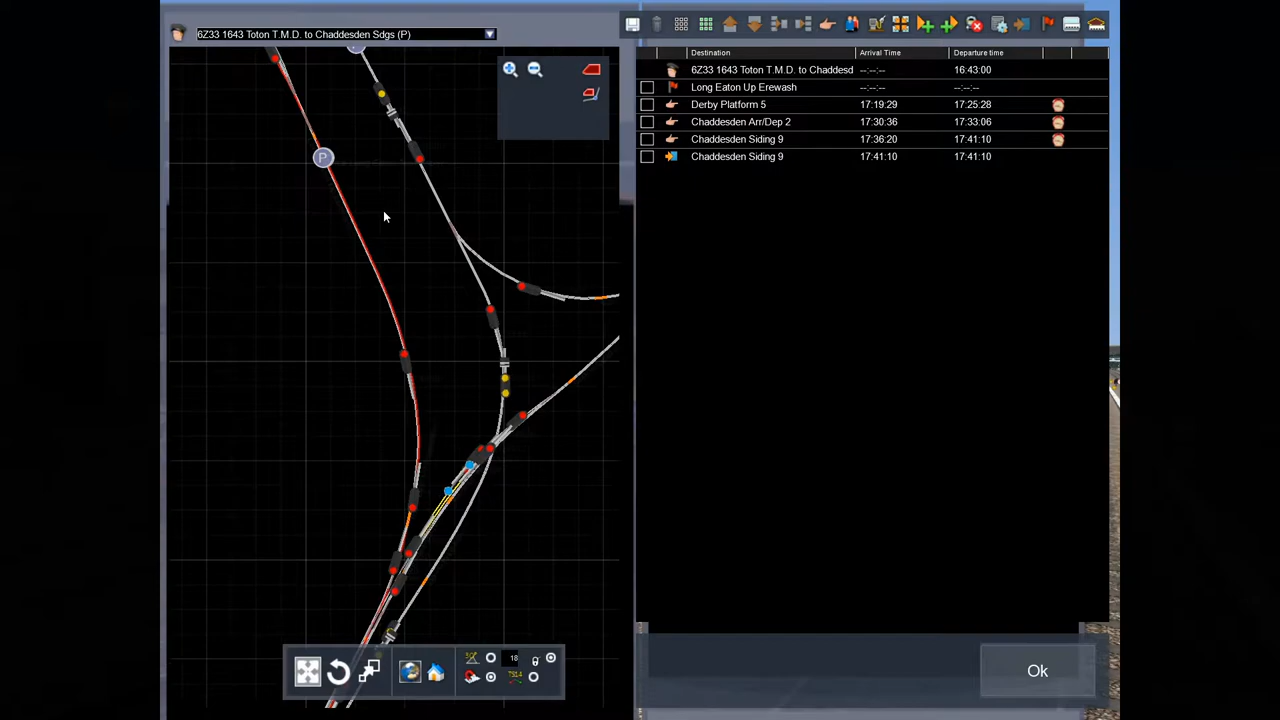 6Z33 1643 Toton T.M.D. to Chaddesden Sdgs (P)
Destination Arrival Time Departure time
6Z33 1643 Toton T.M.D. to Chaddesd --:--:-- 16:43:00
Long Eaton Up Erewash --:--:-- --:--:--
Derby Platform 5 17:19:29 17:25:28
Chaddesden Arr/Dep 2 17:30:36 17:33:06
Chaddesden Siding 9 17:36:20 17:41:10
Chaddesden Siding 9 17:41:10 17:41:10
P
P
18
TS14
Ok